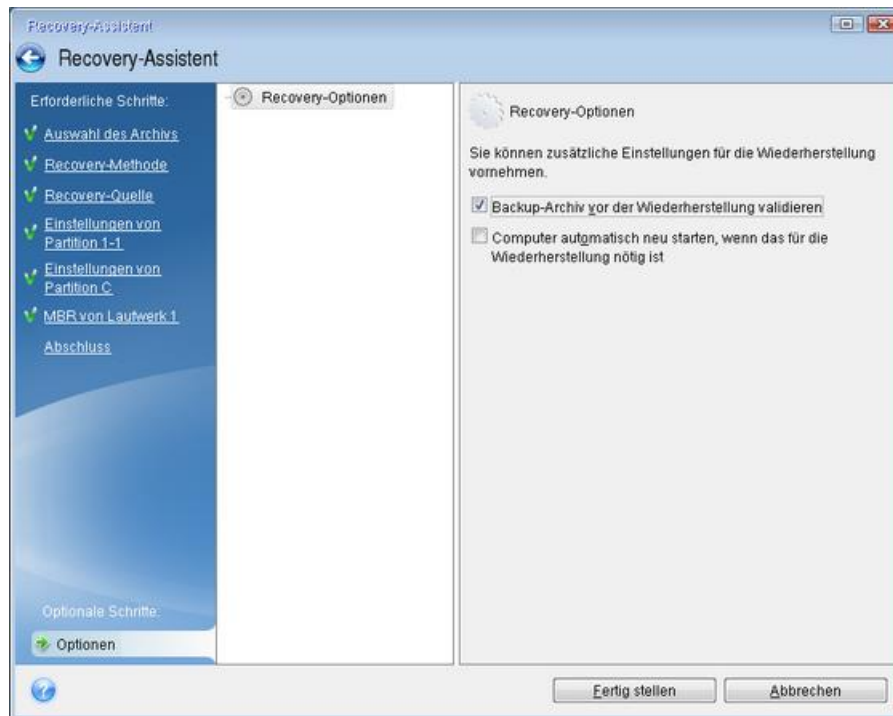 Recovery-Assistent
Recovery-Assistent
Erforderliche Schritte:
Auswahl des Archivs
Recovery-Methode
Recovery-Quelle
Einstellungen von
Partition 1-1
Einstellungen von
Partition C
MBR von Laufwerk 1
Abschluss
Optionale Schritte:
Optionen
Recovery-Optionen
Recovery-Optionen
Sie können zusätzliche Einstellungen für die Wiederherstellung
vornehmen.
Backup-Archiv vor der Wiederherstellung validieren
Computer automatisch neu starten, wenn das für die
Wiederherstellung nötig ist
Fertig stellen
Abbrechen